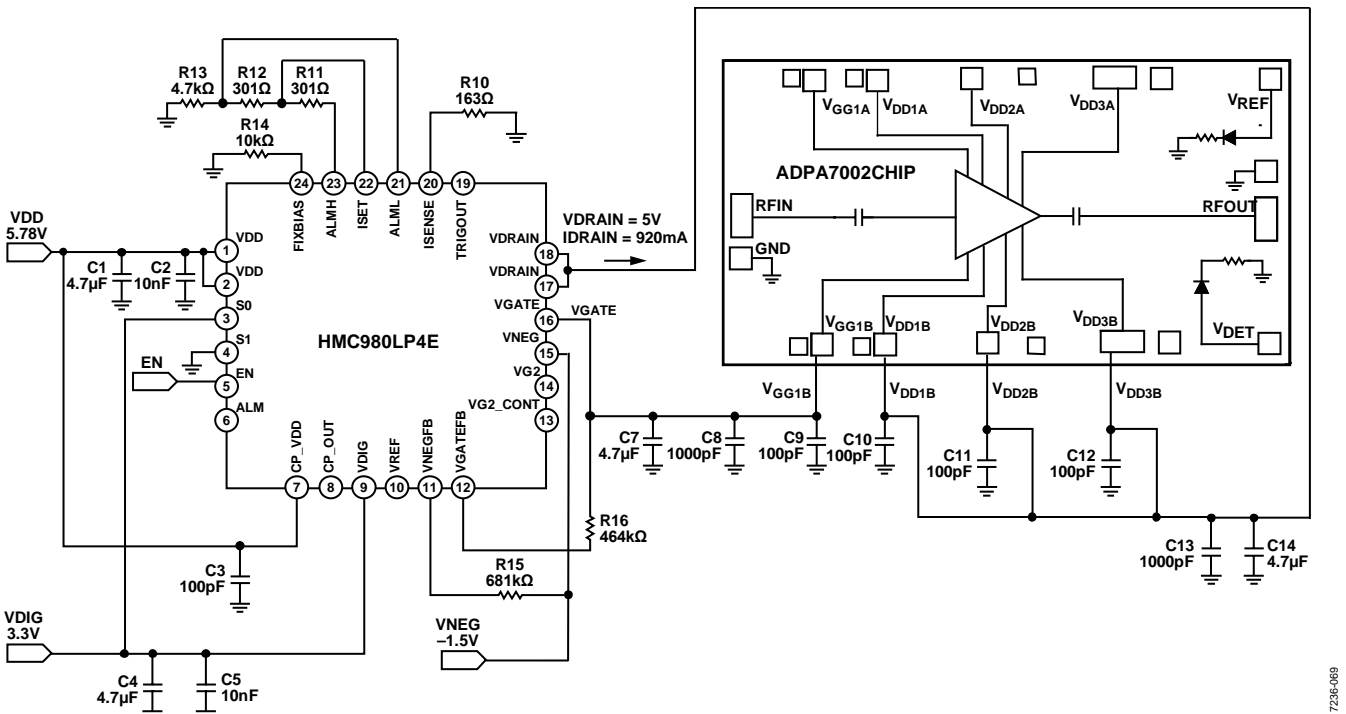 R13
4.7kΩ
R12
301Ω
R11
301Ω
R10
163Ω
R14
10kΩ
24
23
22
21
20
19
FIXBIAS
ALMH
ISET
ALML
ISENSE
TRIGOUT
VDD
5.78V
C1
4.7µF
C2
10nF
1
VDD
2
VDD
3
S0
4
S1
EN
5
EN
6
ALM
HMC980LP4E
VDRAIN
18
VDRAIN
17
VGATE
16
VGATE
VNEG
15
VG2
14
VG2_CONT
13
VDRAIN = 5V
IDRAIN = 920mA
CP_VDD
CP_OUT
VDIG
VREF
VNEGFB
VGATEFB
7
8
9
10
11
12
C3
100pF
VDIG
3.3V
C4
4.7µF
C5
10nF
R15
681kΩ
R16
464kΩ
VNEG
–1.5V
VGG1A
VDD1A
VDD2A
VDD3A
VREF
ADPA7002CHIP
RFIN
GND
RFOUT
VGG1B
VDD1B
VDD2B
VDD3B
VDET
VGG1B
VDD1B
VDD2B
VDD3B
C7
4.7µF
C8
1000pF
C9
100pF
C10
100pF
C11
100pF
C12
100pF
C13
1000pF
C14
4.7µF
7236-069